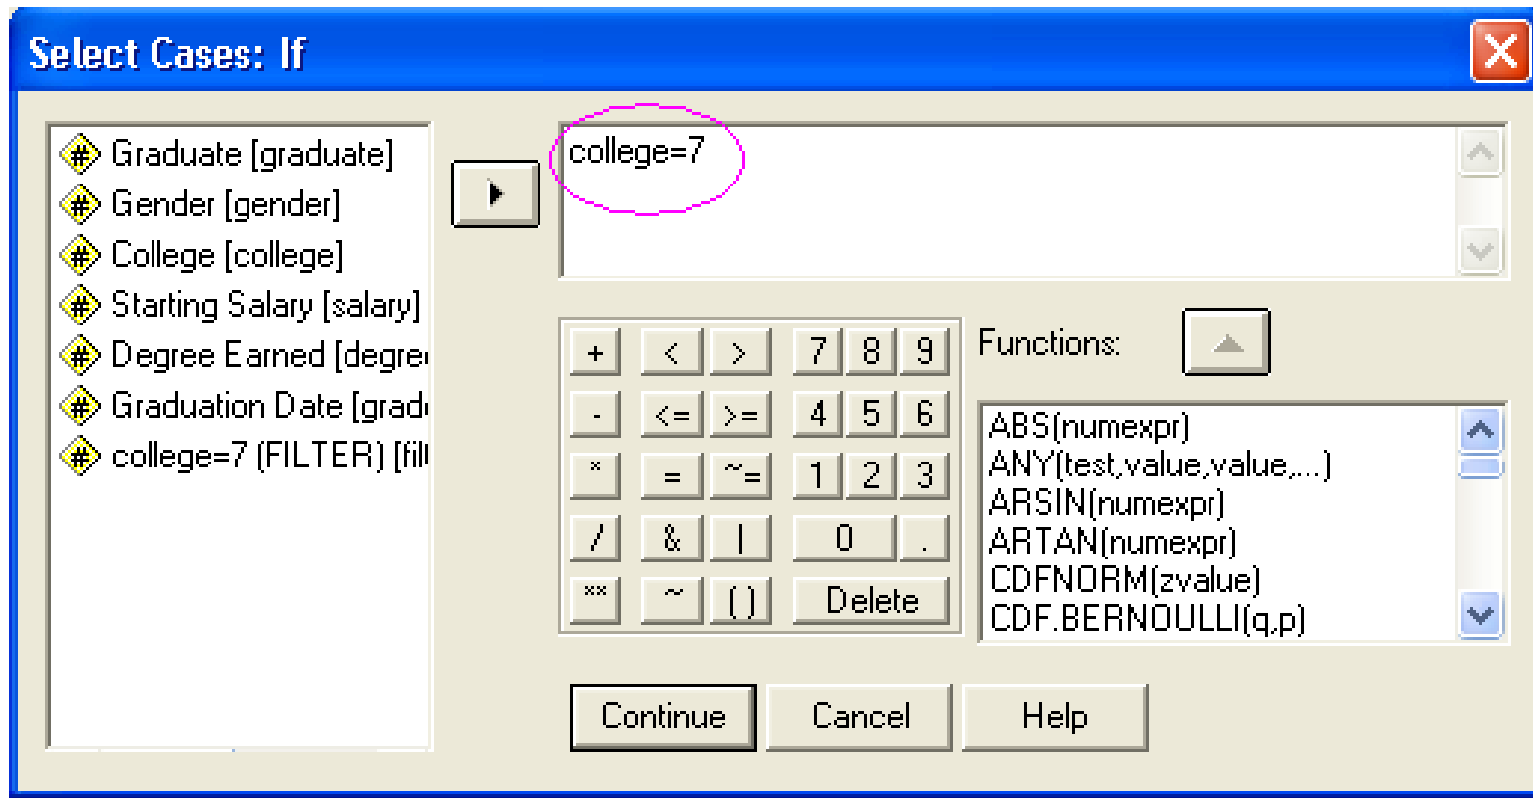 Select Cases: If
Graduate [graduate]
Gender [gender]
College [college]
Starting Salary [salary]
Degree Earned [degre
Graduation Date [grad
college=7 (FILTER) [fil
college=7
+ < > 7 8 9
- <= >= 4 5 6
* = ~= 1 2 3
/ & | 0 .
** ~ () Delete
Functions:
ABS(numexpr)
ANY(test,value,value,...)
ARSIN(numexpr)
ARTAN(numexpr)
CDFNORM(zvalue)
CDF.BERNOULLI(q,p)
Continue Cancel Help